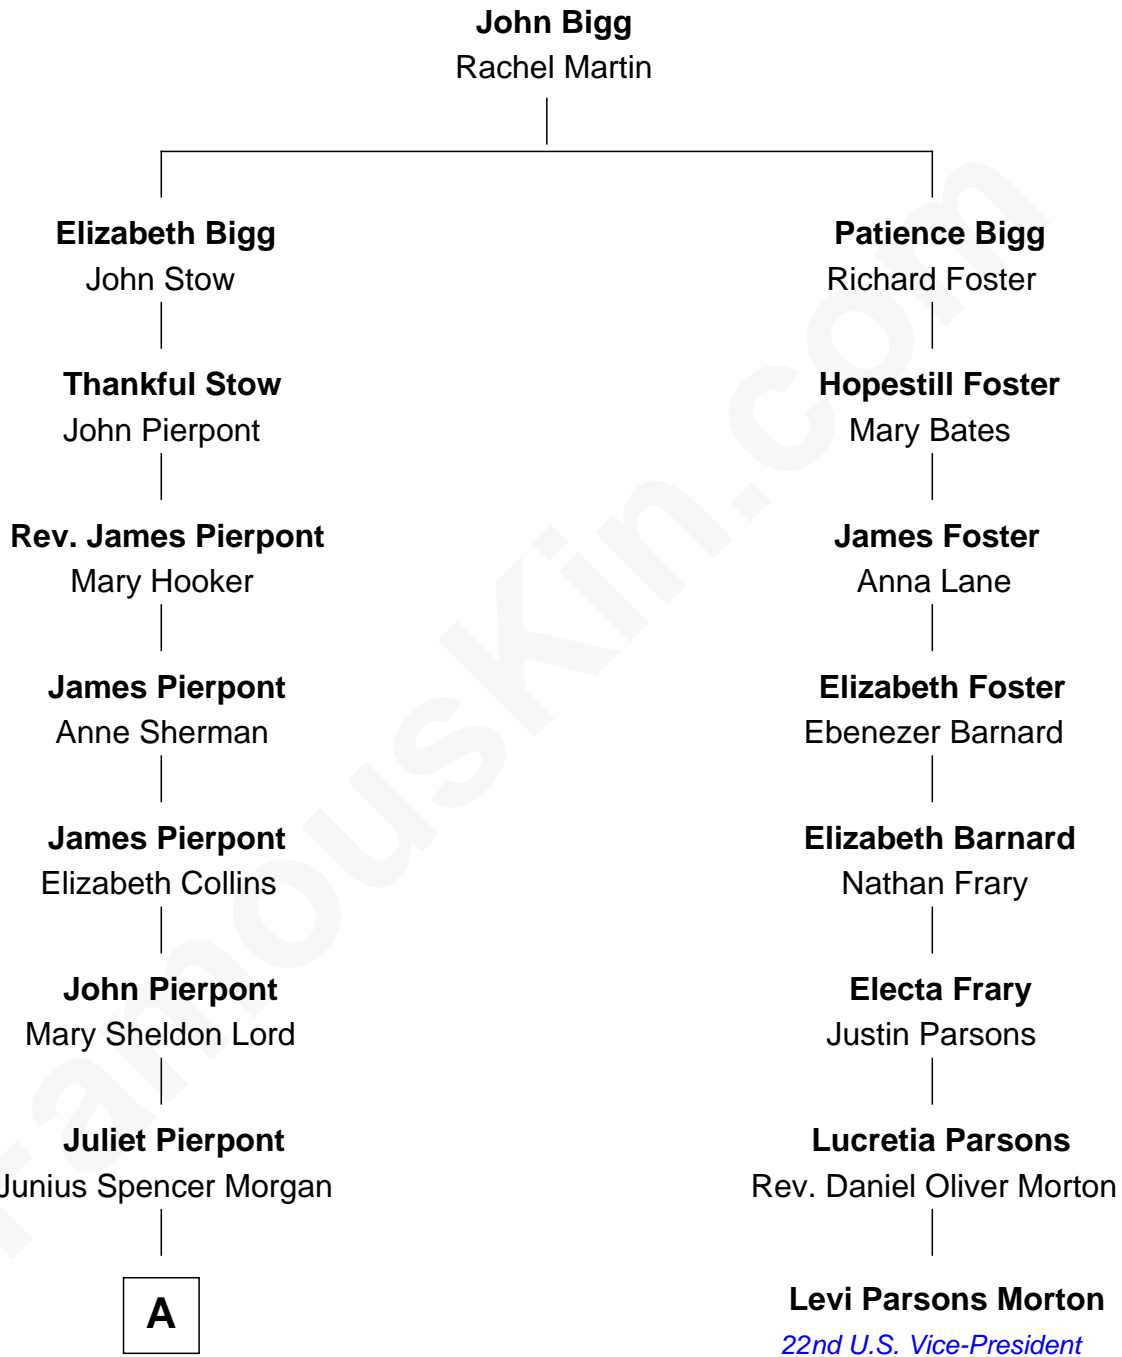 John Bigg
Rachel Martin
Elizabeth Bigg
John Stow
Patience Bigg
Richard Foster
Thankful Stow
John Pierpont
Hopestill Foster
Mary Bates
Rev. James Pierpont
Mary Hooker
James Foster
Anna Lane
James Pierpont
Anne Sherman
Elizabeth Foster
Ebenezer Barnard
James Pierpont
Elizabeth Collins
Elizabeth Barnard
Nathan Frary
John Pierpont
Mary Sheldon Lord
Electa Frary
Justin Parsons
Juliet Pierpont
Junius Spencer Morgan
Lucretia Parsons
Rev. Daniel Oliver Morton
A
Levi Parsons Morton
22nd U.S. Vice-President
FamousKin.com